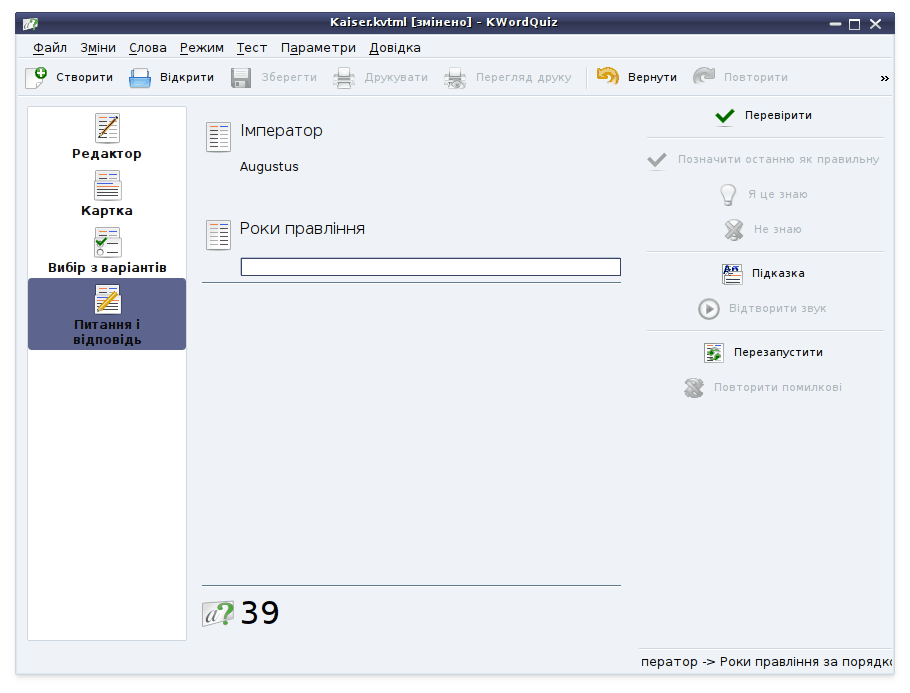 Kaiser.kvtml [змінено] - KWordQuiz
Файл Зміни Слова Режим Тест Параметри Довідка
Створити Відкрити Зберегти Друкувати Перегляд друку Вернути Повторити »
Редактор
Картка
Вибір з варіантів
Питання і
відповідь
Імператор
Augustus
Роки правління
a? 39
Перевірити
Позначити останню як правильну
Я це знаю
Не знаю
Підказка
Відтворити звук
Перезапустити
Повторити помилкові
ператор -> Роки правління за порядко